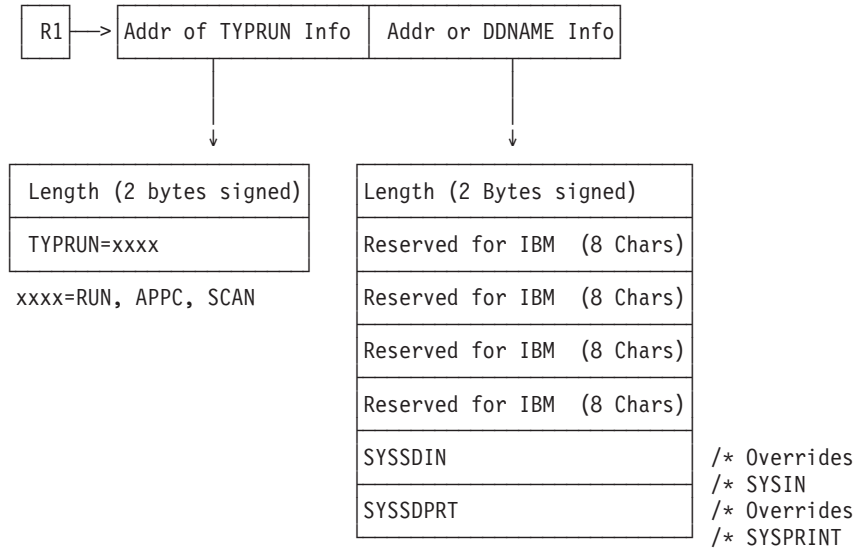 R1 Addr of TYPRUN Info Addr or DDNAME Info
Length (2 bytes signed)
TYPRUN=xxxx
xxxx=RUN, APPC, SCAN
Length (2 Bytes signed)
Reserved for IBM (8 Chars)
Reserved for IBM (8 Chars)
Reserved for IBM (8 Chars)
Reserved for IBM (8 Chars)
SYSSDIN /* Overrides
/* SYSIN
SYSSDPRT /* Overrides
/* SYSPRINT